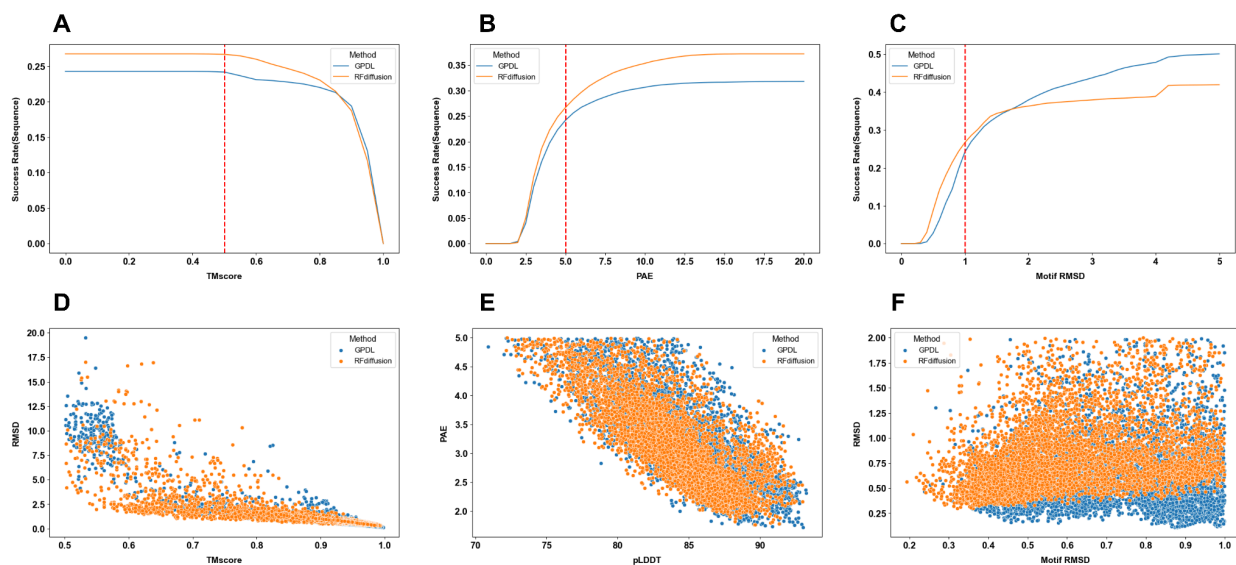 A
Method
GPDL
RFdiffusion
Success Rate(Sequence)
0.25
0.20
0.15
0.10
0.05
0.00
0.0
0.2
0.4
0.6
0.8
1.0
TMscore
B
Method
GPDL
RFdiffusion
Success Rate(Sequence)
0.35
0.30
0.25
0.20
0.15
0.10
0.05
0.00
0.0
2.5
5.0
7.5
10.0
12.5
15.0
17.5
20.0
PAE
C
Method
GPDL
RFdiffusion
Success Rate(Sequence)
0.5
0.4
0.3
0.2
0.1
0.0
0
1
2
3
4
5
Motif RMSD
D
Method
GPDL
RFdiffusion
RMSD
20.0
17.5
15.0
12.5
10.0
7.5
5.0
2.5
0.0
0.5
0.6
0.7
0.8
0.9
1.0
TMscore
E
Method
GPDL
RFdiffusion
PAE
5.0
4.5
4.0
3.5
3.0
2.5
2.0
70
75
80
85
90
pLDDT
F
Method
GPDL
RFdiffusion
RMSD
2.00
1.75
1.50
1.25
1.00
0.75
0.50
0.25
0.2
0.3
0.4
0.5
0.6
0.7
0.8
0.9
1.0
Motif RMSD